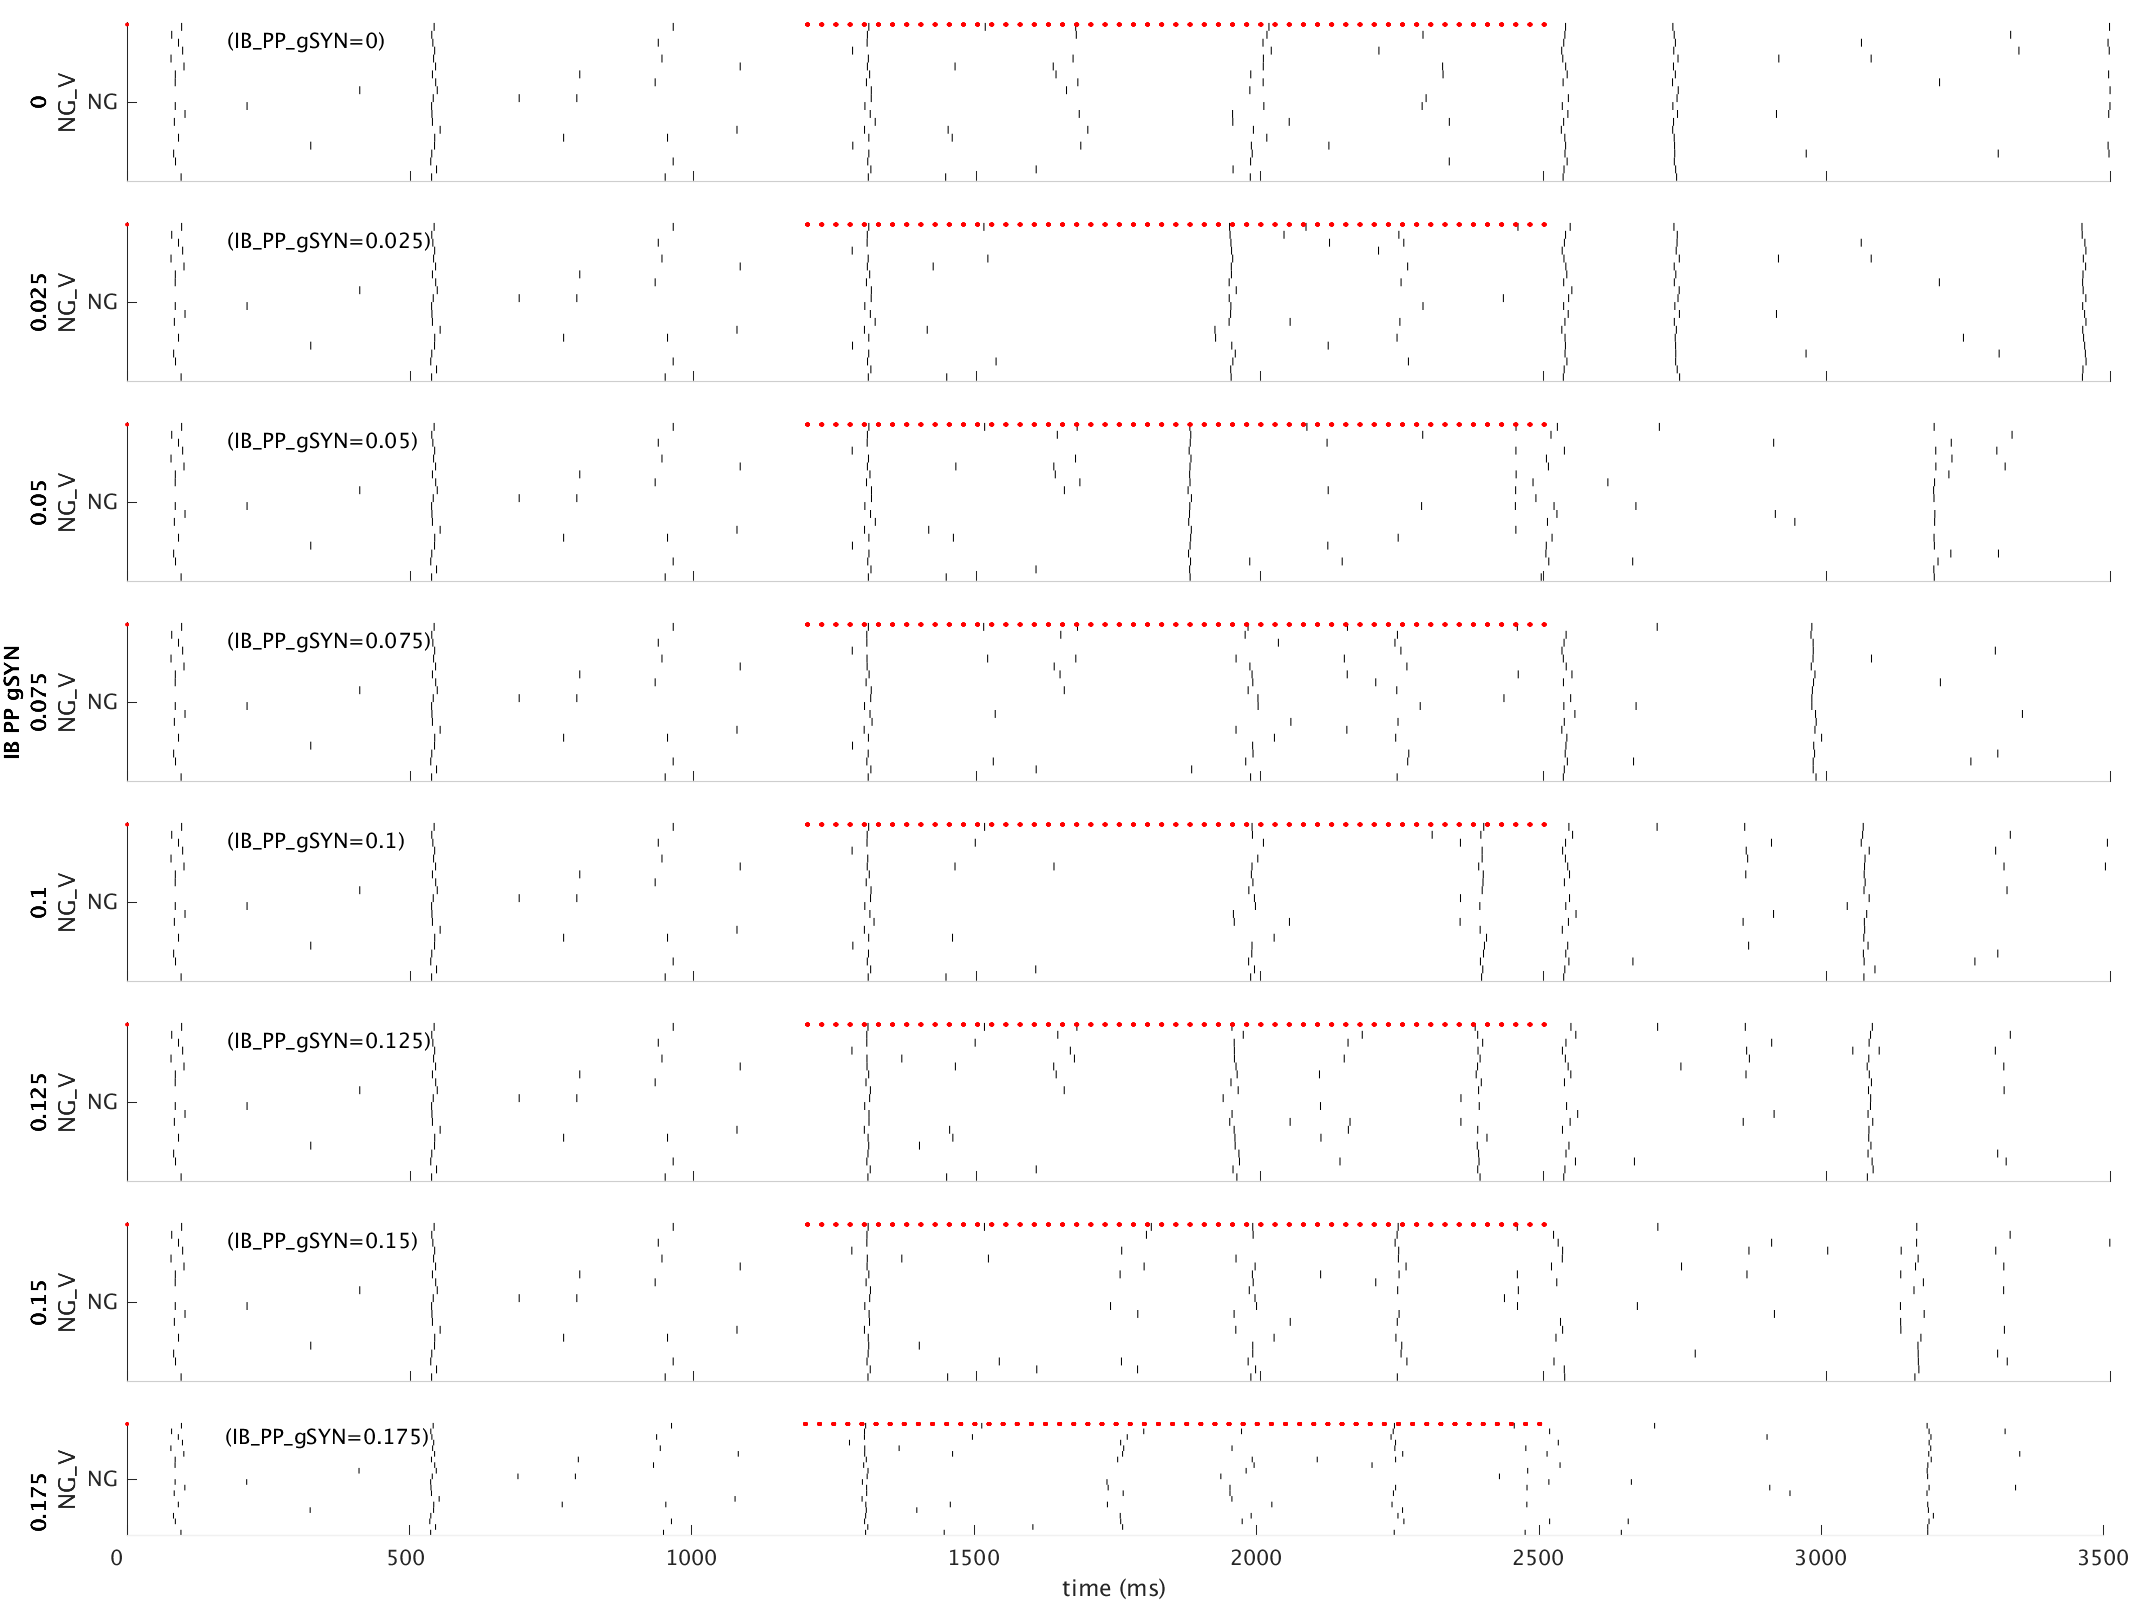 IB PP gSYN
0
NG_V
NG
(IB_PP_gSYN=0)
0.025
NG_V
NG
(IB_PP_gSYN=0.025)
0.05
NG_V
NG
(IB_PP_gSYN=0.05)
0.075
NG_V
NG
(IB_PP_gSYN=0.075)
0.1
NG_V
NG
(IB_PP_gSYN=0.1)
0.125
NG_V
NG
(IB_PP_gSYN=0.125)
0.15
NG_V
NG
(IB_PP_gSYN=0.15)
0.175
NG_V
NG
(IB_PP_gSYN=0.175)
0 500 1000 1500 2000 2500 3000 3500
time (ms)